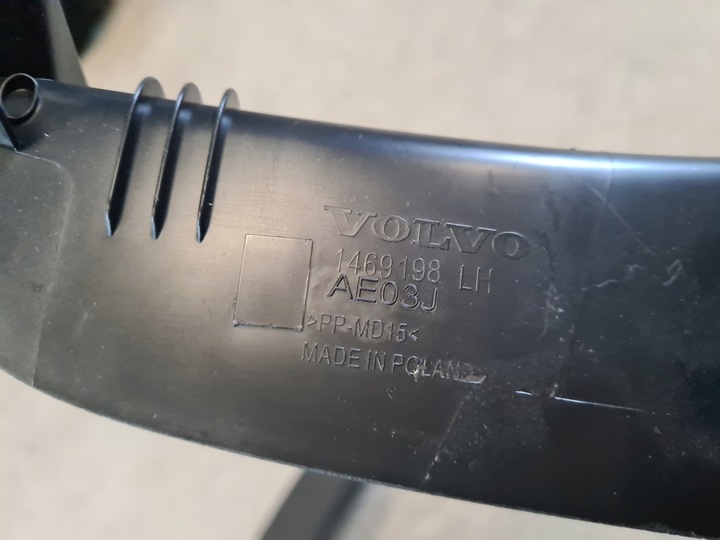 VOLVO
1469198 LH
AE03J
>PP-MD15<
MADE IN POLAND